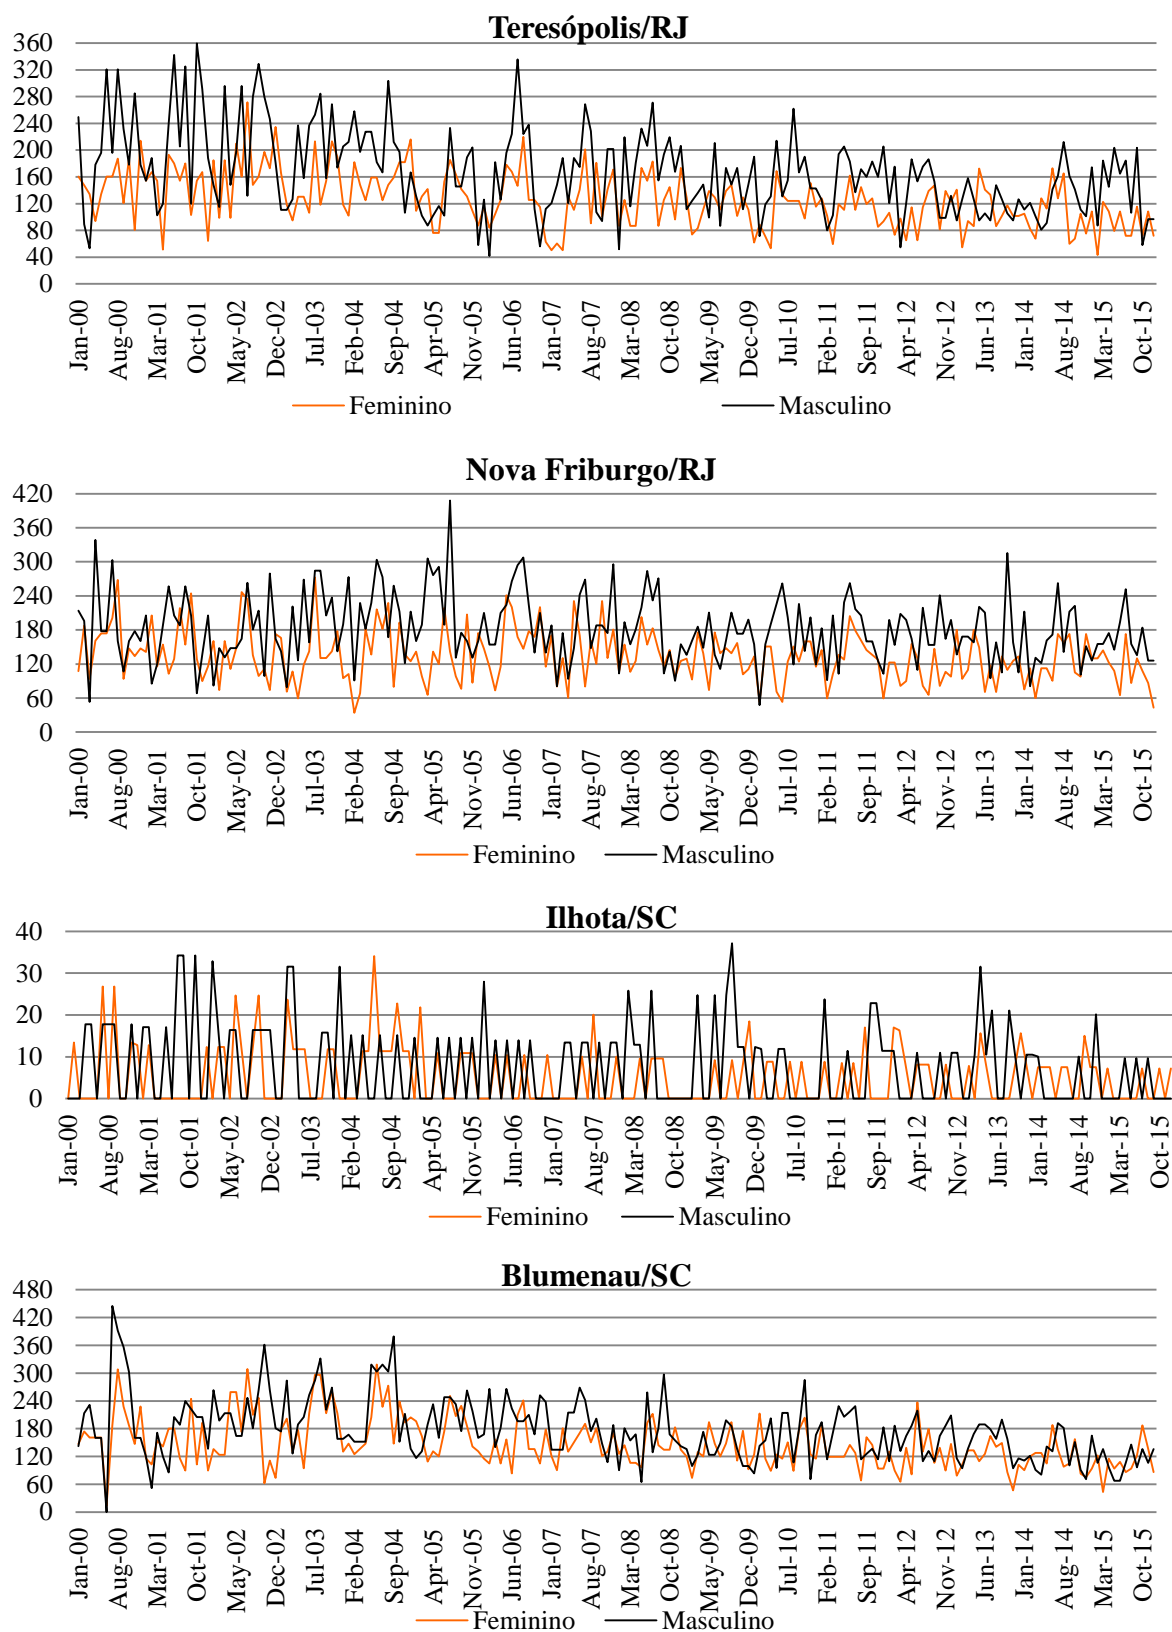 Teresópolis/RJ
360
320
280
240
200
160
120
80
40
0
Jan-00 Aug-00 Mar-01 Oct-01 May-02 Dec-02 Jul-03 Feb-04 Sep-04 Apr-05 Nov-05 Jun-06 Jan-07 Aug-07 Mar-08 Oct-08 May-09 Dec-09 Jul-10 Feb-11 Sep-11 Apr-12 Nov-12 Jun-13 Jan-14 Aug-14 Mar-15 Oct-15
Feminino Masculino
Nova Friburgo/RJ
420
360
300
240
180
120
60
0
Jan-00 Aug-00 Mar-01 Oct-01 May-02 Dec-02 Jul-03 Feb-04 Sep-04 Apr-05 Nov-05 Jun-06 Jan-07 Aug-07 Mar-08 Oct-08 May-09 Dec-09 Jul-10 Feb-11 Sep-11 Apr-12 Nov-12 Jun-13 Jan-14 Aug-14 Mar-15 Oct-15
Feminino Masculino
Ilhota/SC
40
30
20
10
0
Jan-00 Aug-00 Mar-01 Oct-01 May-02 Dec-02 Jul-03 Feb-04 Sep-04 Apr-05 Nov-05 Jun-06 Jan-07 Aug-07 Mar-08 Oct-08 May-09 Dec-09 Jul-10 Feb-11 Sep-11 Apr-12 Nov-12 Jun-13 Jan-14 Aug-14 Mar-15 Oct-15
Feminino Masculino
Blumenau/SC
480
420
360
300
240
180
120
60
0
Jan-00 Aug-00 Mar-01 Oct-01 May-02 Dec-02 Jul-03 Feb-04 Sep-04 Apr-05 Nov-05 Jun-06 Jan-07 Aug-07 Mar-08 Oct-08 May-09 Dec-09 Jul-10 Feb-11 Sep-11 Apr-12 Nov-12 Jun-13 Jan-14 Aug-14 Mar-15 Oct-15
Feminino Masculino